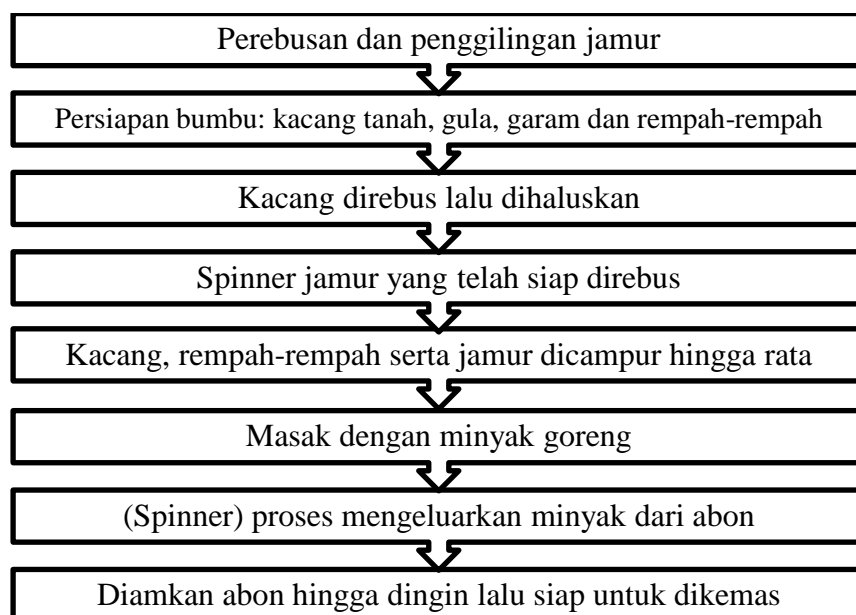 Perebusan dan penggilingan jamur
Persiapan bumbu: kacang tanah, gula, garam dan rempah-rempah
Kacang direbus lalu dihaluskan
Spinner jamur yang telah siap direbus
Kacang, rempah-rempah serta jamur dicampur hingga rata
Masak dengan minyak goreng
(Spinner) proses mengeluarkan minyak dari abon
Diamkan abon hingga dingin lalu siap untuk dikemas